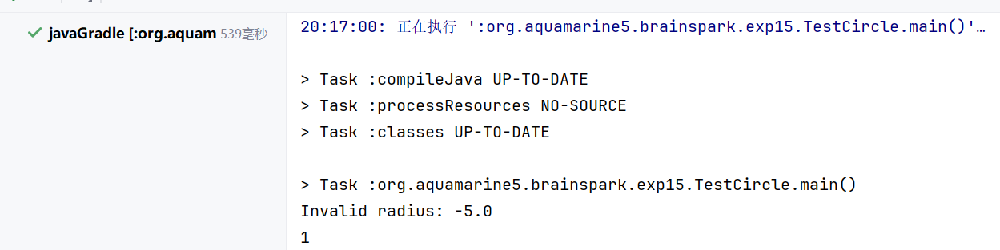 javaGradle [:org.aquam 539毫秒
20:17:00: 正在执行 ':org.aquamarine5.brainspark.exp15.TestCircle.main()'…
> Task :compileJava UP-TO-DATE
> Task :processResources NO-SOURCE
> Task :classes UP-TO-DATE
> Task :org.aquamarine5.brainspark.exp15.TestCircle.main()
Invalid radius: -5.0
1